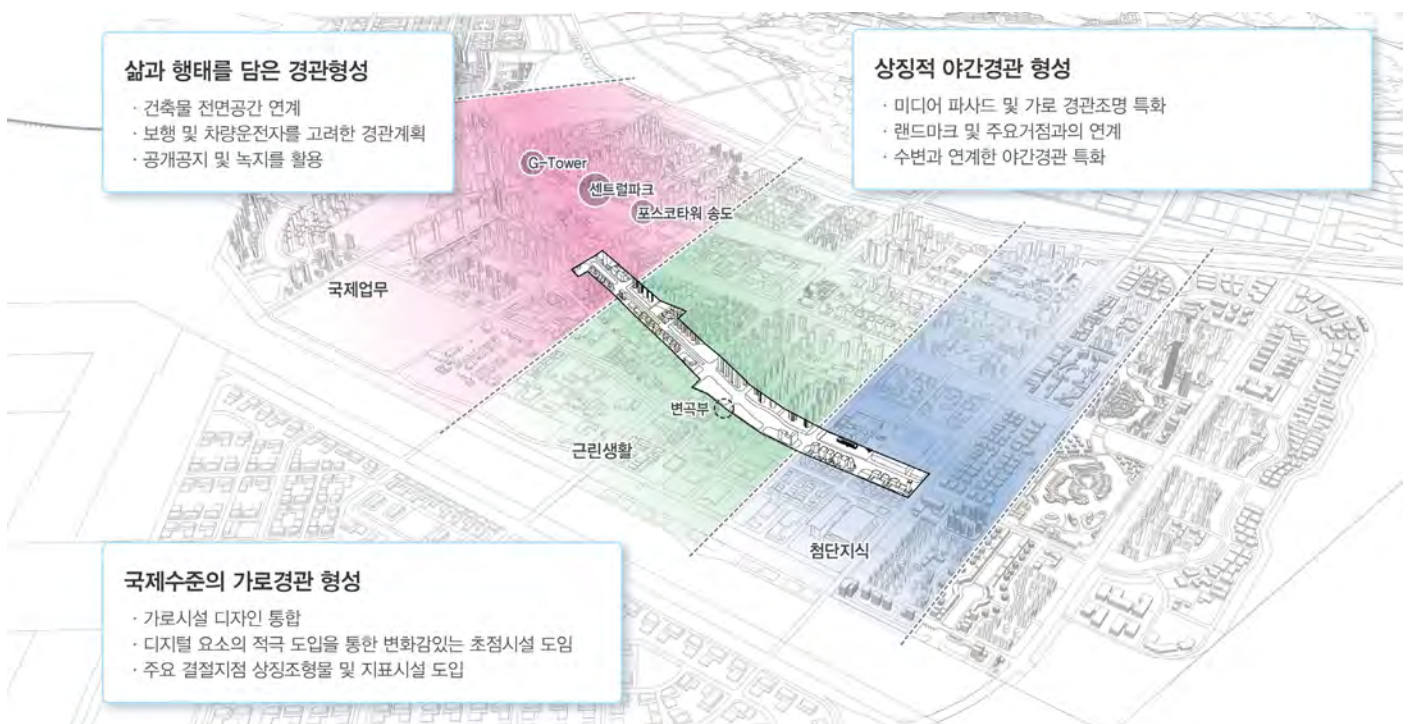 삶과 행태를 담은 경관형성
· 건축물 전면공간 연계
· 보행 및 차량운전자를 고려한 경관계획
· 공개공지 및 녹지를 활용
상징적 야간경관 형성
· 미디어 파사드 및 가로 경관조명 특화
· 랜드마크 및 주요거점과의 연계
· 수변과 연계한 야간경관 특화
G-Tower
센트럴파크
포스코타워 송도
국제업무
변곡부
근린생활
첨단지식
국제수준의 가로경관 형성
· 가로시설 디자인 통합
· 디지털 요소의 적극 도입을 통한 변화감있는 초점시설 도임
· 주요 결절지점 상징조형물 및 지표시설 도입